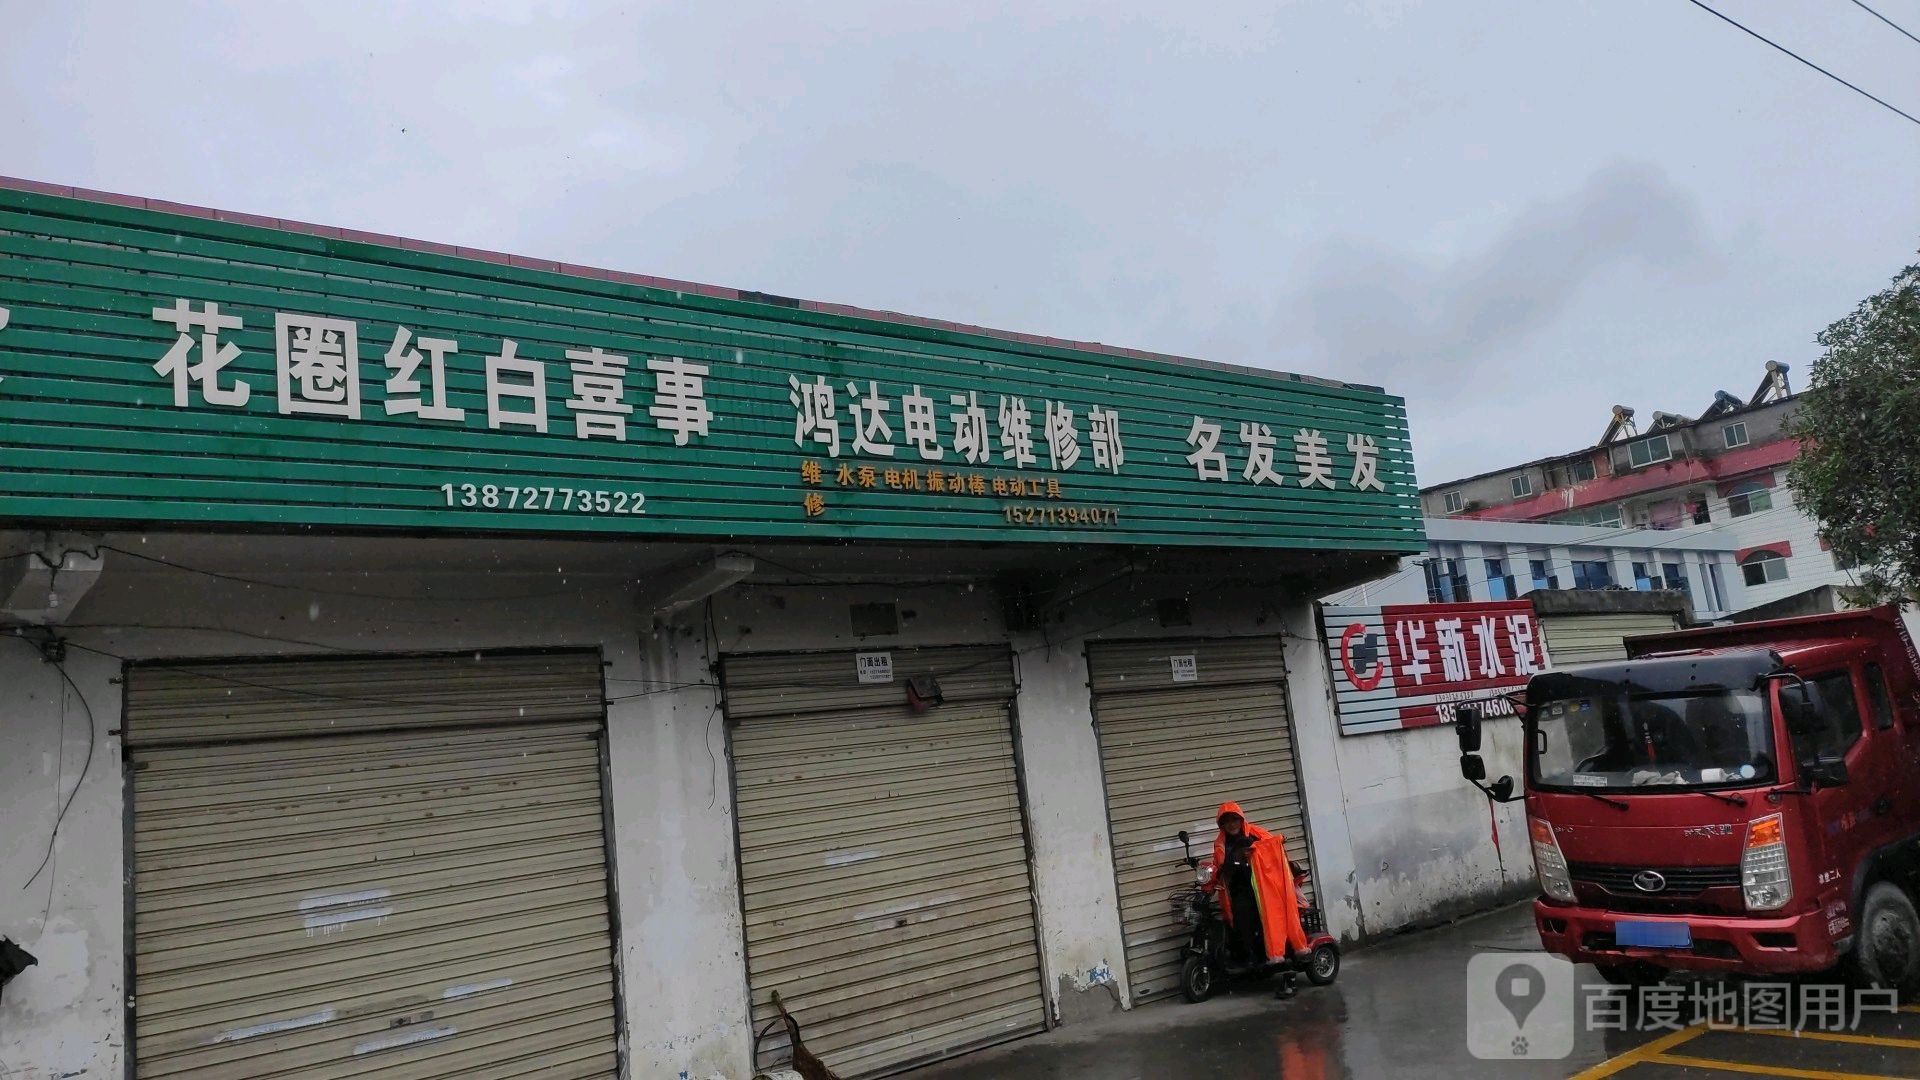 花圈红白喜事
13872773522
鸿达电动维修部
维修
水泵 电机 振动棒 电动工具
15271394071
名发美发
门面出租
门面出租
华新水泥
百度地图用户